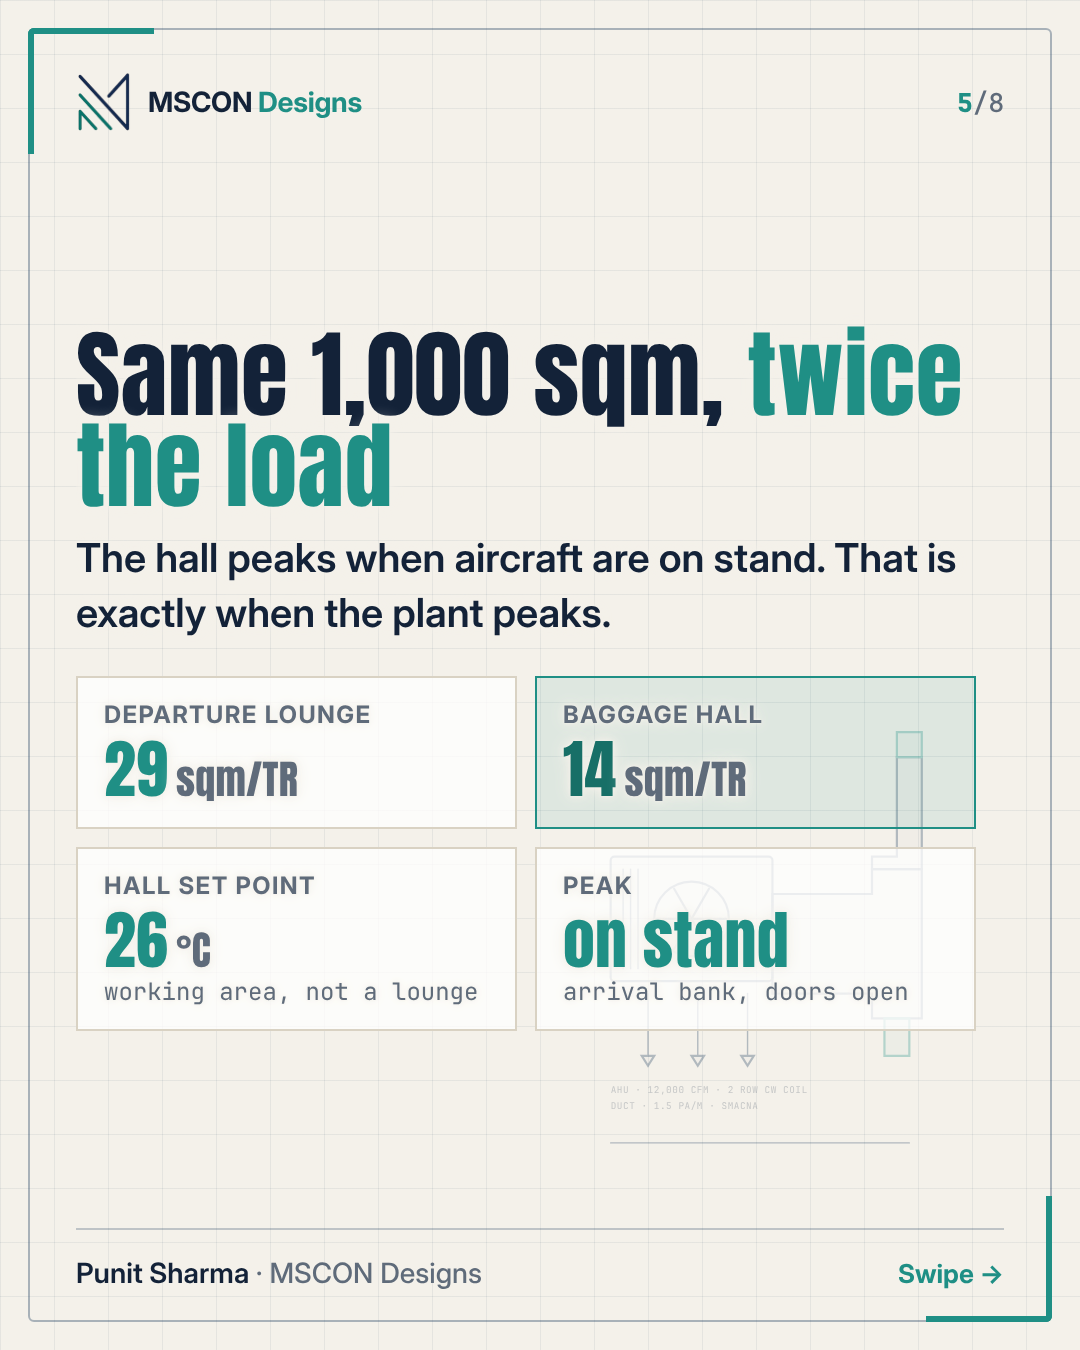 MSCON Designs
5/8
Same 1,000 sqm, twice
the load
The hall peaks when aircraft are on stand. That is
exactly when the plant peaks.
DEPARTURE LOUNGE
29 sqm/TR
BAGGAGE HALL
14 sqm/TR
HALL SET POINT
26 °C
working area, not a lounge
PEAK
on stand
arrival bank, doors open
AHU · 12,000 CFM · 2 ROW CW COIL
DUCT · 1.5 PA/M · SMACNA
Punit Sharma · MSCON Designs
Swipe →